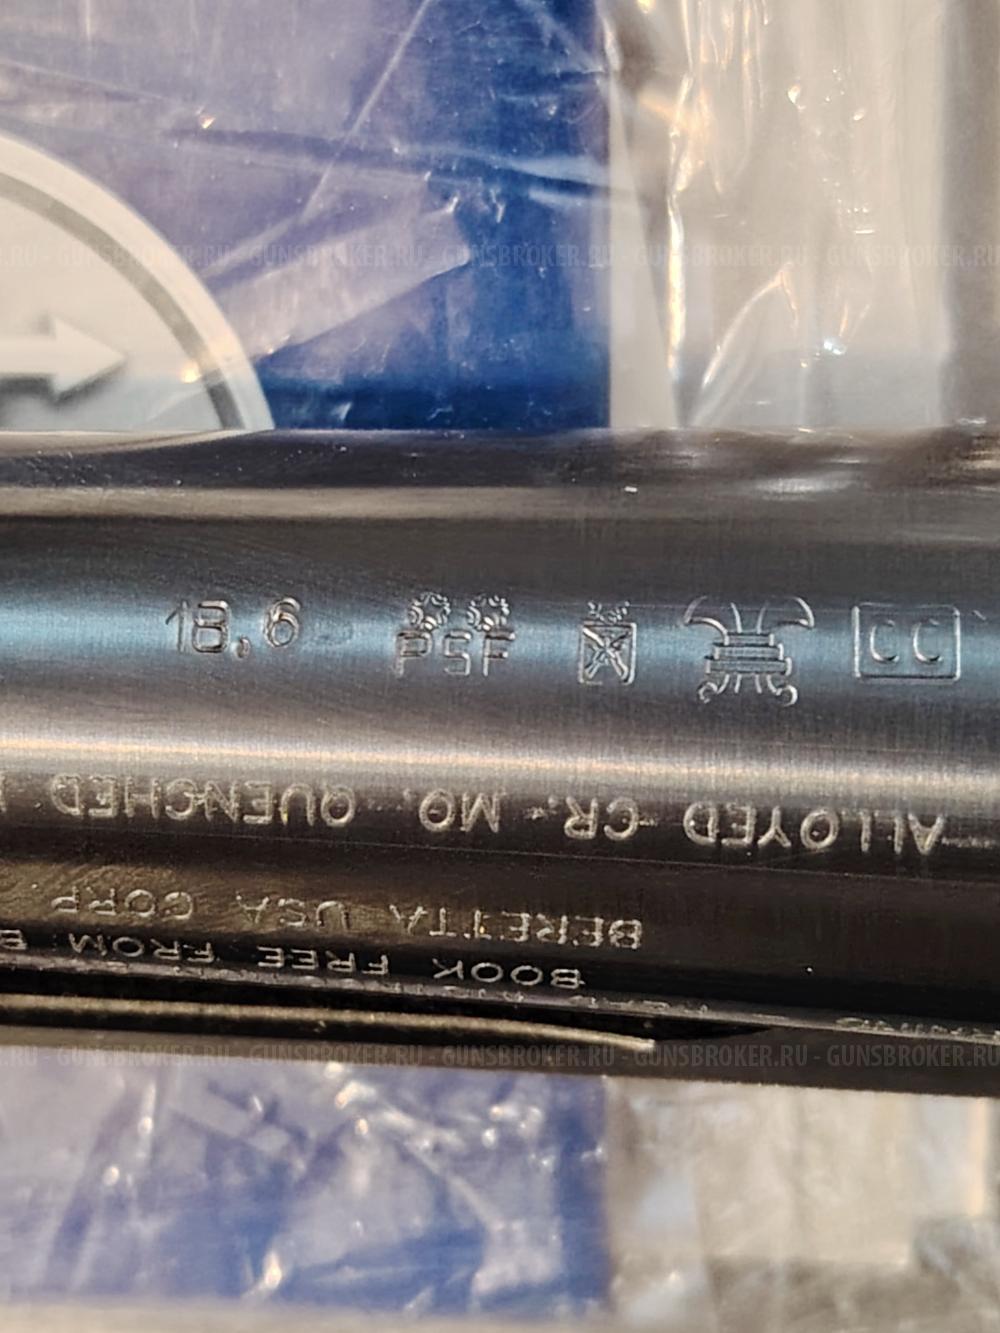 GUNSBROKER.RU - GUNSBROKER.RU - GUNSBROKER.RU - GUNSBROKER.RU - GUNSBROKER.RU
18,6 PSF CC
ALLOYED CR. MO. QUENCHED
BERETTA USA CORP
BOOK FREE FROM
GUNSBROKER.RU - GUNSBROKER.RU - GUNSBROKER.RU - GUNSBROKER.RU - GUNSBROKER.RU